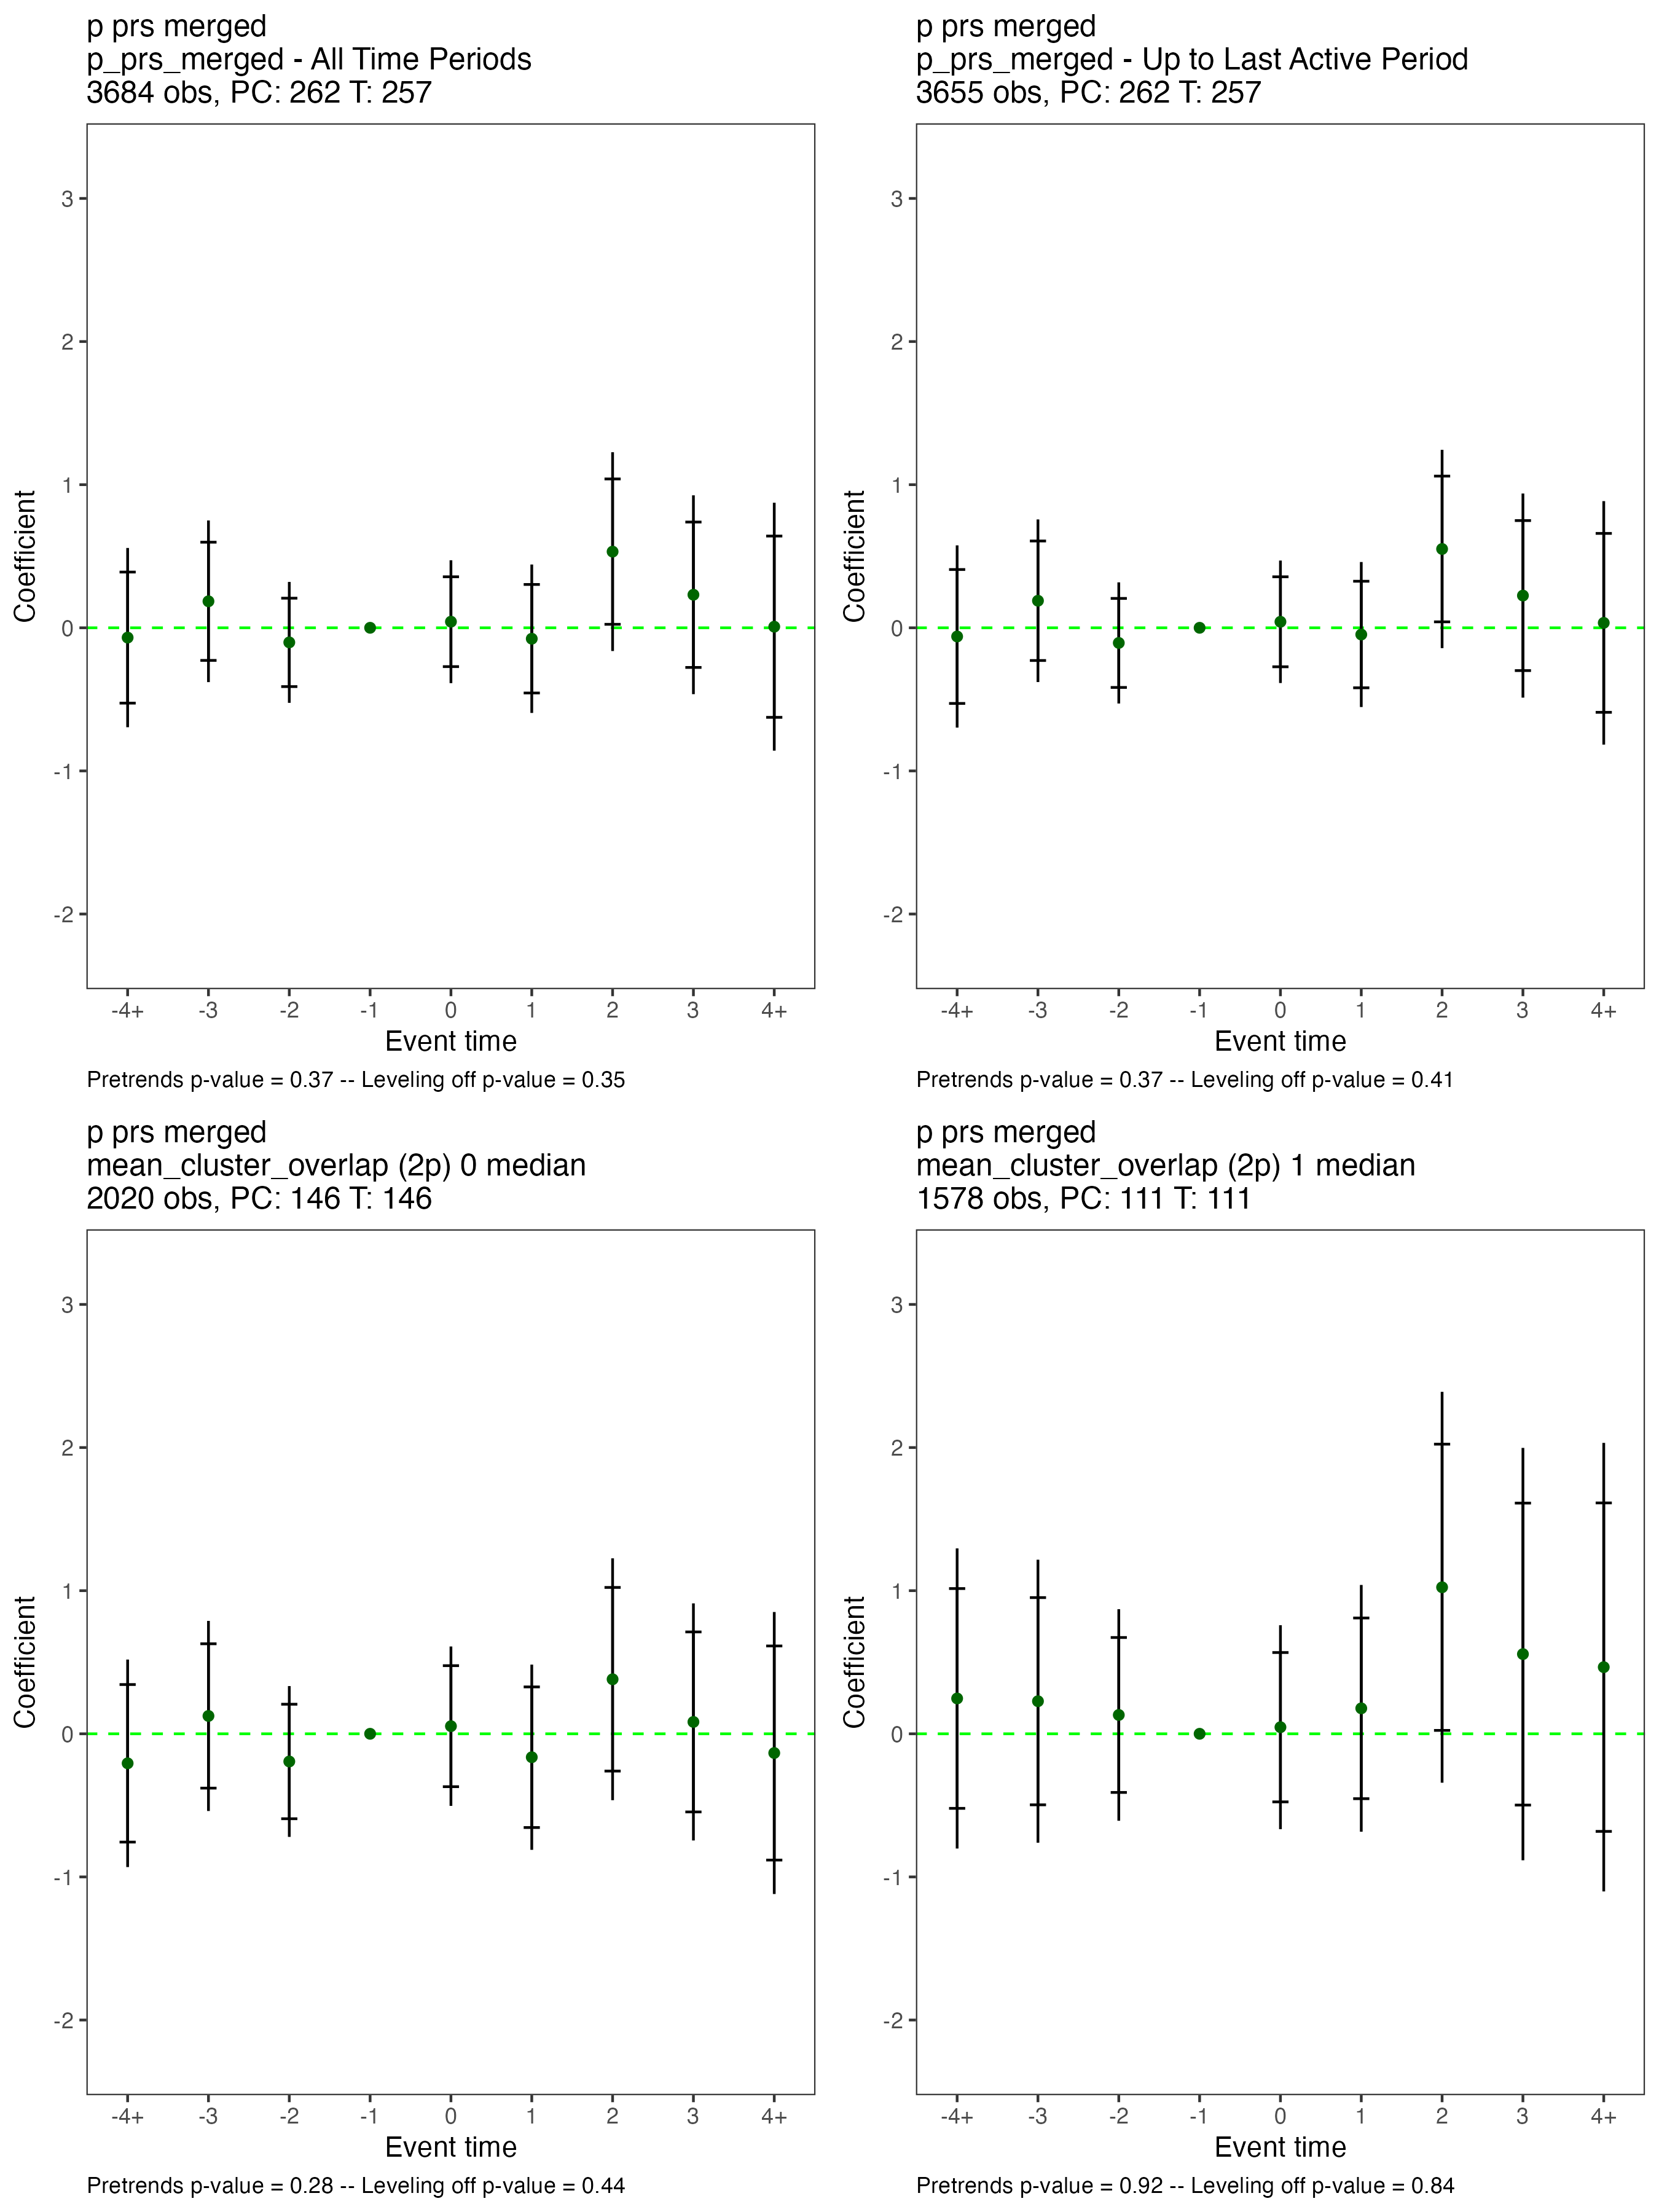 p prs merged
p_prs_merged - All Time Periods
3684 obs, PC: 262 T: 257
Coefficient
3
2
1
0
-1
-2
-4+ -3 -2 -1 0 1 2 3 4+
Event time
Pretrends p-value = 0.37 -- Leveling off p-value = 0.35
p prs merged
p_prs_merged - Up to Last Active Period
3655 obs, PC: 262 T: 257
Coefficient
3
2
1
0
-1
-2
-4+ -3 -2 -1 0 1 2 3 4+
Event time
Pretrends p-value = 0.37 -- Leveling off p-value = 0.41
p prs merged
mean_cluster_overlap (2p) 0 median
2020 obs, PC: 146 T: 146
Coefficient
3
2
1
0
-1
-2
-4+ -3 -2 -1 0 1 2 3 4+
Event time
Pretrends p-value = 0.28 -- Leveling off p-value = 0.44
p prs merged
mean_cluster_overlap (2p) 1 median
1578 obs, PC: 111 T: 111
Coefficient
3
2
1
0
-1
-2
-4+ -3 -2 -1 0 1 2 3 4+
Event time
Pretrends p-value = 0.92 -- Leveling off p-value = 0.84